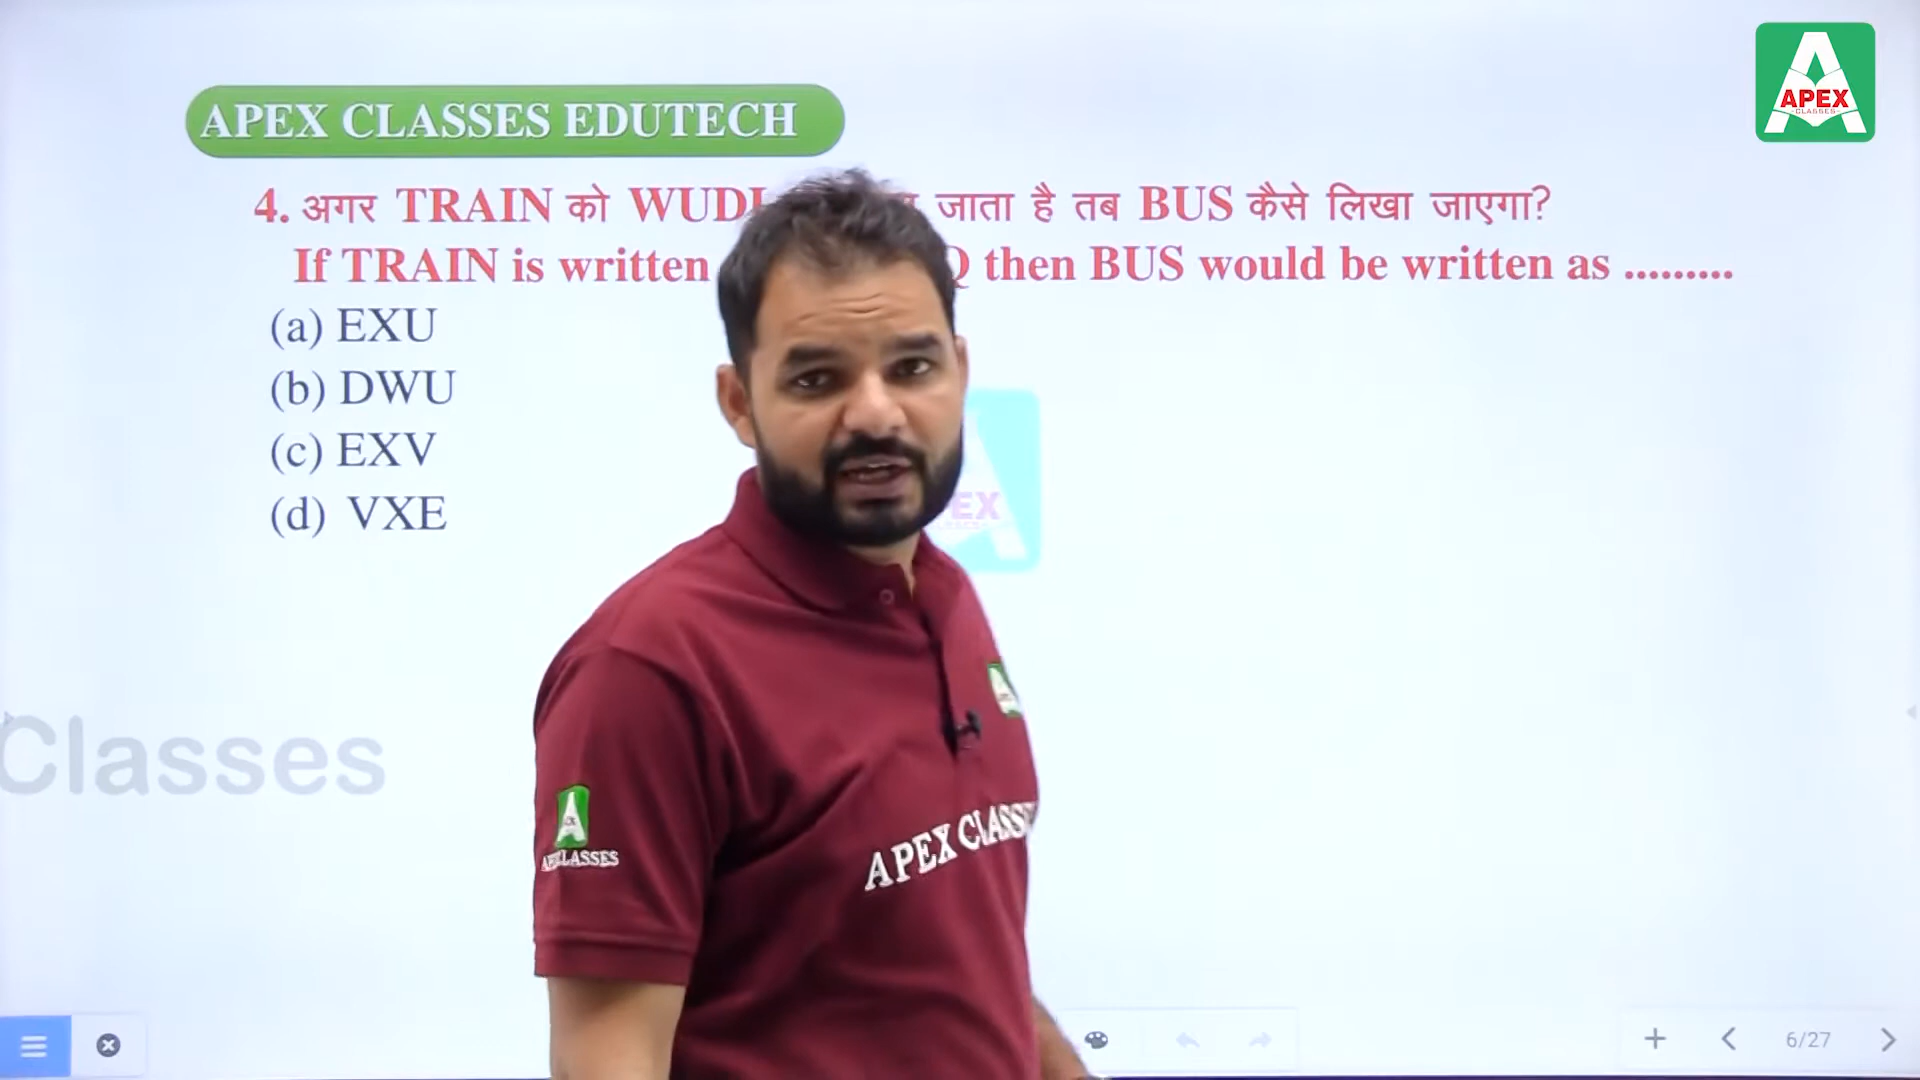 APEX
CLASSES
APEX CLASSES EDUTECH
4. अगर TRAIN को जाता है तब BUS कैसे लिखा जाएगा?
If TRAIN is written then BUS would be written as .........
(a) EXU
(b) DWU
(c) EXV
(d) VXE
Classes
APEX CLASSES
6/27